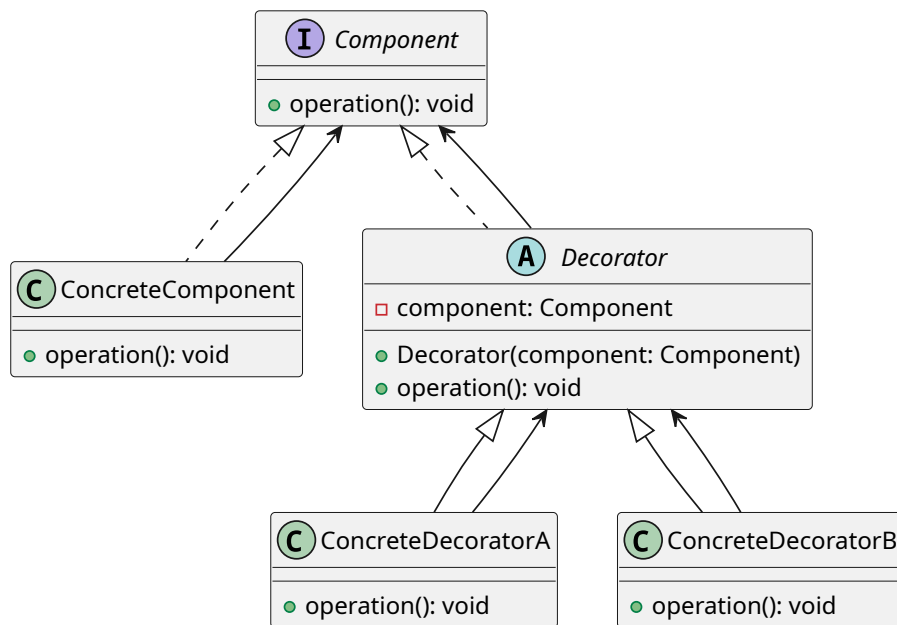 I Component
operation(): void
C ConcreteComponent
operation(): void
A Decorator
component: Component
Decorator(component: Component)
operation(): void
C ConcreteDecoratorA
operation(): void
C ConcreteDecoratorB
operation(): void